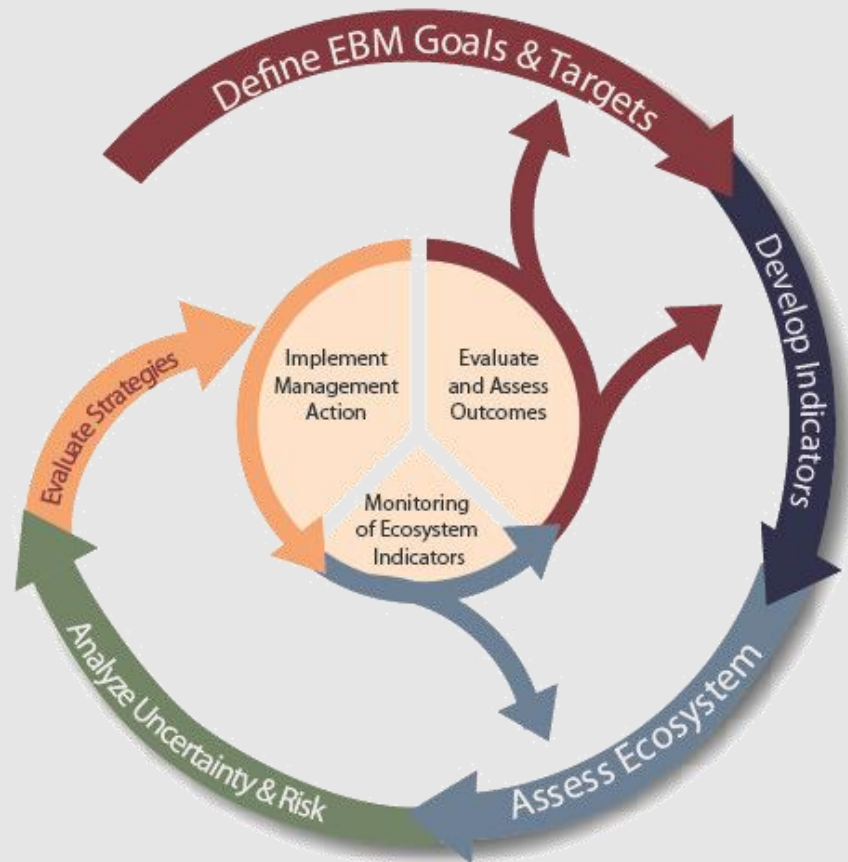 Define EBM Goals & Targets
Develop Indicators
Assess Ecosystem
Analyze Uncertainty & Risk
Evaluate Strategies
Implement
Management
Action
Evaluate
and Assess
Outcomes
Monitoring
of Ecosystem
Indicators